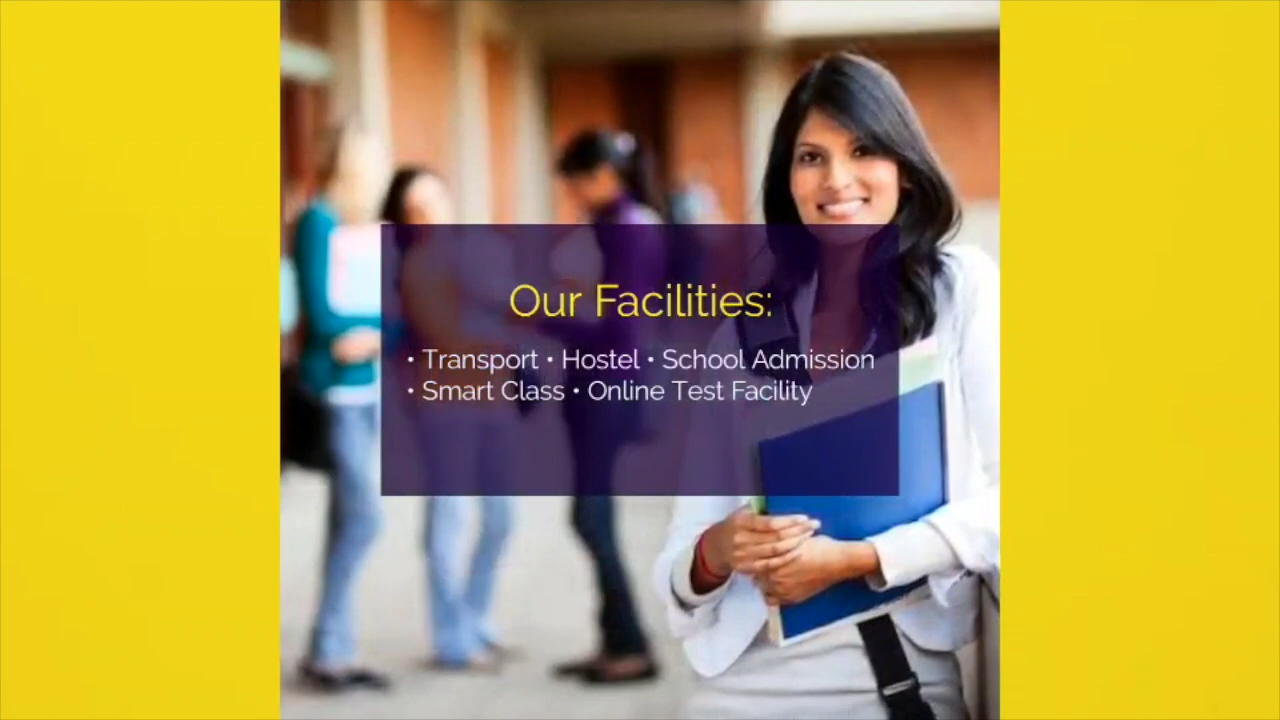 Our Facilities:
• Transport • Hostel • School Admission
• Smart Class • Online Test Facility